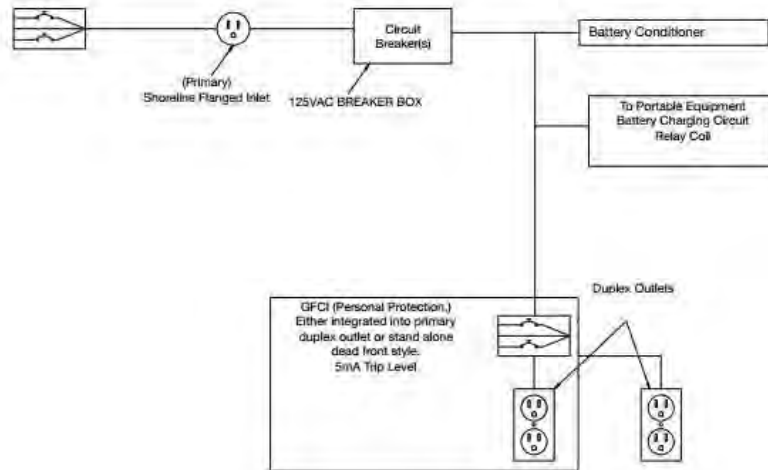 Circuit
Breaker(s)
Battery Conditioner
(Primary)
Shoreline Flanged Inlet
125VAC BREAKER BOX
To Portable Equipment
Battery Charging Circuit
Relay Coil
Duplex Outlets
GFCI (Personal Protection,)
Either integrated into primary
duplex outlet or stand alone
dead front style.
5mA Trip Level